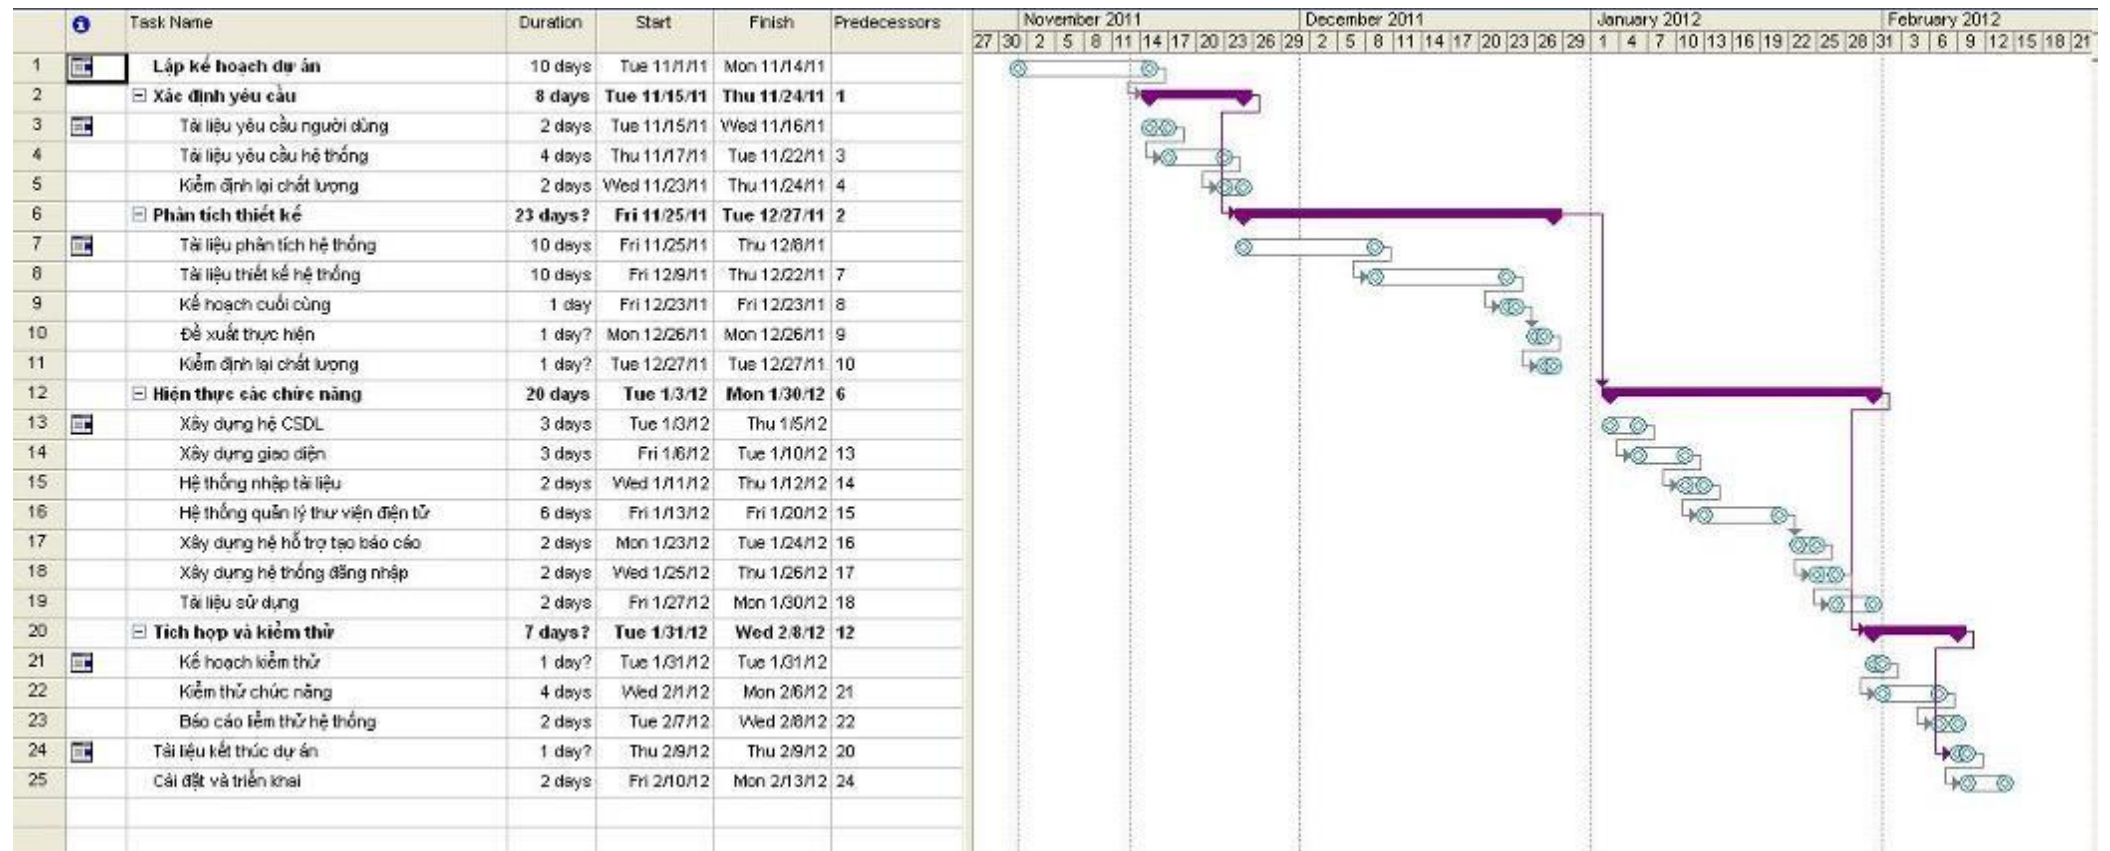 Task Name Duration Start Finish Predecessors
November 2011 December 2011 January 2012 February 2012
27 30 2 5 8 11 14 17 20 23 26 29 2 5 8 11 14 17 20 23 26 29 1 4 7 10 13 16 19 22 25 28 31 3 6 9 12 15 18 21
1 Lập kế hoạch dự án 10 days Tue 11/1/11 Mon 11/14/11
2 Xác định yêu cầu 8 days Tue 11/15/11 Thu 11/24/11 1
3 Tài liệu yêu cầu người dùng 2 days Tue 11/15/11 Wed 11/16/11
4 Tài liệu yêu cầu hệ thống 4 days Thu 11/17/11 Tue 11/22/11 3
5 Kiểm định lại chất lượng 2 days Wed 11/23/11 Thu 11/24/11 4
6 Phân tích thiết kế 23 days? Fri 11/25/11 Tue 12/27/11 2
7 Tài liệu phân tích hệ thống 10 days Fri 11/25/11 Thu 12/8/11
8 Tài liệu thiết kế hệ thống 10 days Fri 12/9/11 Thu 12/22/11 7
9 Kế hoạch cuối cùng 1 day Fri 12/23/11 Fri 12/23/11 8
10 Đề xuất thực hiện 1 day? Mon 12/26/11 Mon 12/26/11 9
11 Kiểm định lại chất lượng 1 day? Tue 12/27/11 Tue 12/27/11 10
12 Hiện thực các chức năng 20 days Tue 1/3/12 Mon 1/30/12 6
13 Xây dựng hệ CSDL 3 days Tue 1/3/12 Thu 1/5/12
14 Xây dựng giao diện 3 days Fri 1/6/12 Tue 1/10/12 13
15 Hệ thống nhập tài liệu 2 days Wed 1/11/12 Thu 1/12/12 14
16 Hệ thống quản lý thư viện điện tử 6 days Fri 1/13/12 Fri 1/20/12 15
17 Xây dựng hệ hỗ trợ tạo báo cáo 2 days Mon 1/23/12 Tue 1/24/12 16
18 Xây dựng hệ thống đăng nhập 2 days Wed 1/25/12 Thu 1/26/12 17
19 Tài liệu sử dụng 2 days Fri 1/27/12 Mon 1/30/12 18
20 Tích hợp và kiểm thử 7 days? Tue 1/31/12 Wed 2/8/12 12
21 Kế hoạch kiểm thử 1 day? Tue 1/31/12 Tue 1/31/12
22 Kiểm thử chức năng 4 days Wed 2/1/12 Mon 2/6/12 21
23 Báo cáo liểm thử hệ thống 2 days Tue 2/7/12 Wed 2/8/12 22
24 Tài liệu kết thúc dự án 1 day? Thu 2/9/12 Thu 2/9/12 20
25 Cài đặt và triển khai 2 days Fri 2/10/12 Mon 2/13/12 24